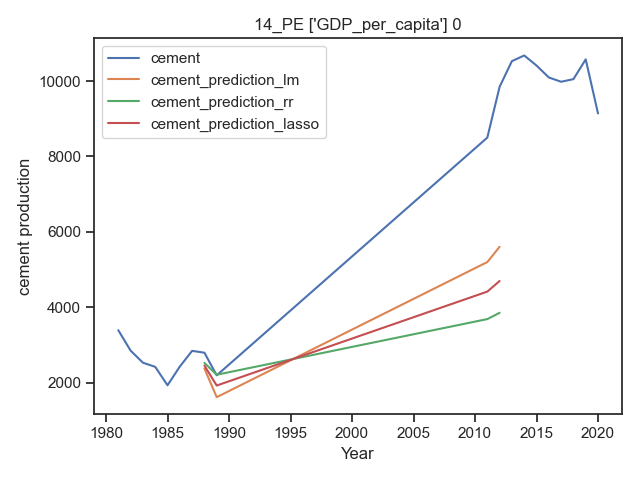 14_PE ['GDP_per_capita'] 0
cement
cement_prediction_lm
cement_prediction_rr
cement_prediction_lasso
cement production
10000
8000
6000
4000
2000
1980 1985 1990 1995 2000 2005 2010 2015 2020
Year